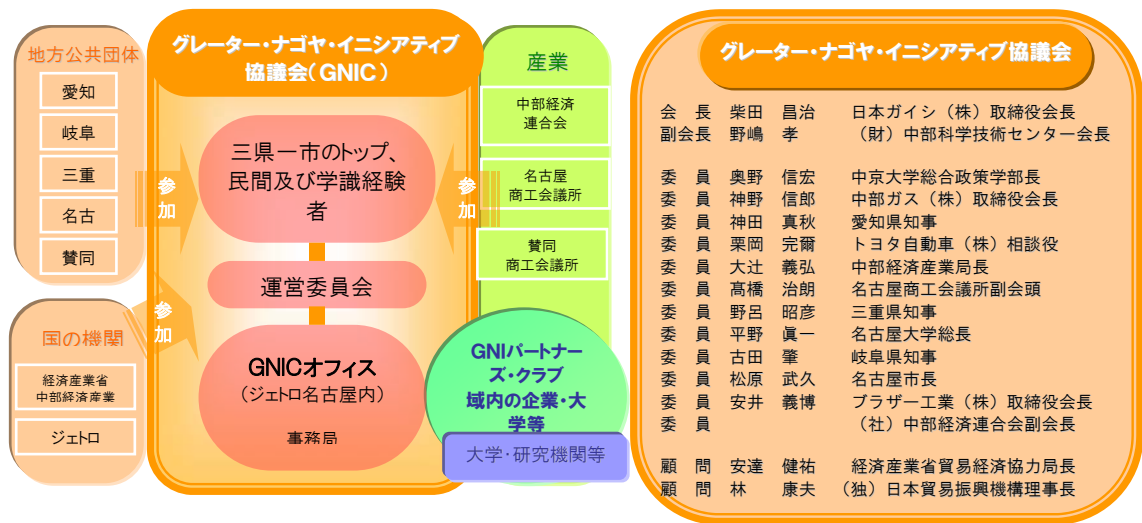 地方公共団体
愛知
岐阜
三重
名古
賛同
国の機関
経済産業省
中部経済産業
ジェトロ
参加
参加
グレーター・ナゴヤ・イニシアティブ
協議会(GNIC)
三県一市のトップ、
民間及び学識経験
者
運営委員会
GNICオフィス
(ジェトロ名古屋内)
事務局
参加
産業
中部経済
連合会
名古屋
商工会議所
賛同
商工会議所
GNIパートナー
ズ・クラブ
域内の企業・大
学等
大学・研究機関等
グレーター・ナゴヤ・イニシアティブ協議会
会 長 柴田 昌治 日本ガイシ(株)取締役会長
副会長 野嶋 孝 (財)中部科学技術センター会長
委 員 奥野 信宏 中京大学総合政策学部長
委 員 神野 信郎 中部ガス(株)取締役会長
委 員 神田 真秋 愛知県知事
委 員 栗岡 完爾 トヨタ自動車(株)相談役
委 員 大辻 義弘 中部経済産業局長
委 員 髙橋 治朗 名古屋商工会議所副会頭
委 員 野呂 昭彦 三重県知事
委 員 平野 眞一 名古屋大学総長
委 員 古田 肇 岐阜県知事
委 員 松原 武久 名古屋市長
委 員 安井 義博 ブラザー工業(株)取締役会長
委 員 (社)中部経済連合会副会長
顧 問 安達 健祐 経済産業省貿易経済協力局長
顧 問 林 康夫 (独)日本貿易振興機構理事長